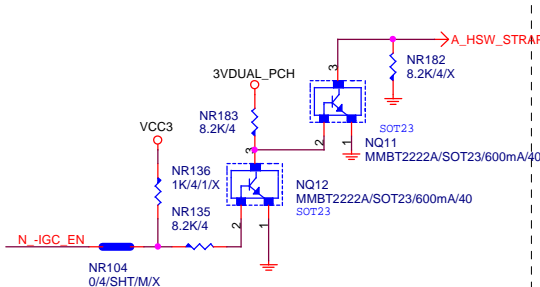 A_HSW_STRAP
3
NR182
8.2K/4/X
3VDUAL_PCH
NR183
8.2K/4
SOT23
VCC3
3
2
1
NQ11
MMBT2222A/SOT23/600mA/40
NR136
1K/4/1/X
NQ12
MMBT2222A/SOT23/600mA/40
SOT23
NR135
8.2K/4
2
1
N_-IGC_EN
NR104
0/4/SHT/M/X